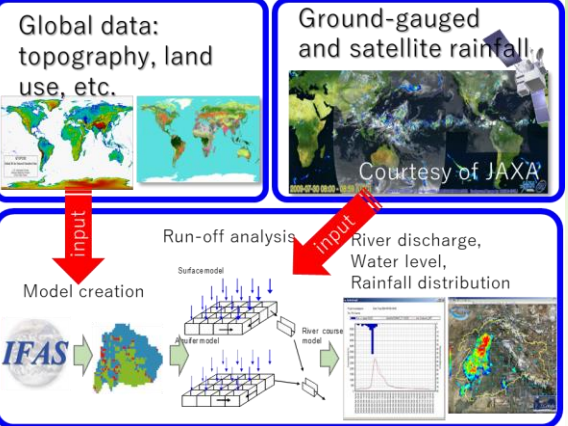 Global data:
topography, land
use, etc.
Ground-gauged
and satellite rainfall
Courtesy of JAXA
input
input
Run-off analysis
River discharge,
Water level,
Rainfall distribution
Model creation
Surface model
IFAS
Aquifer model
River course
model